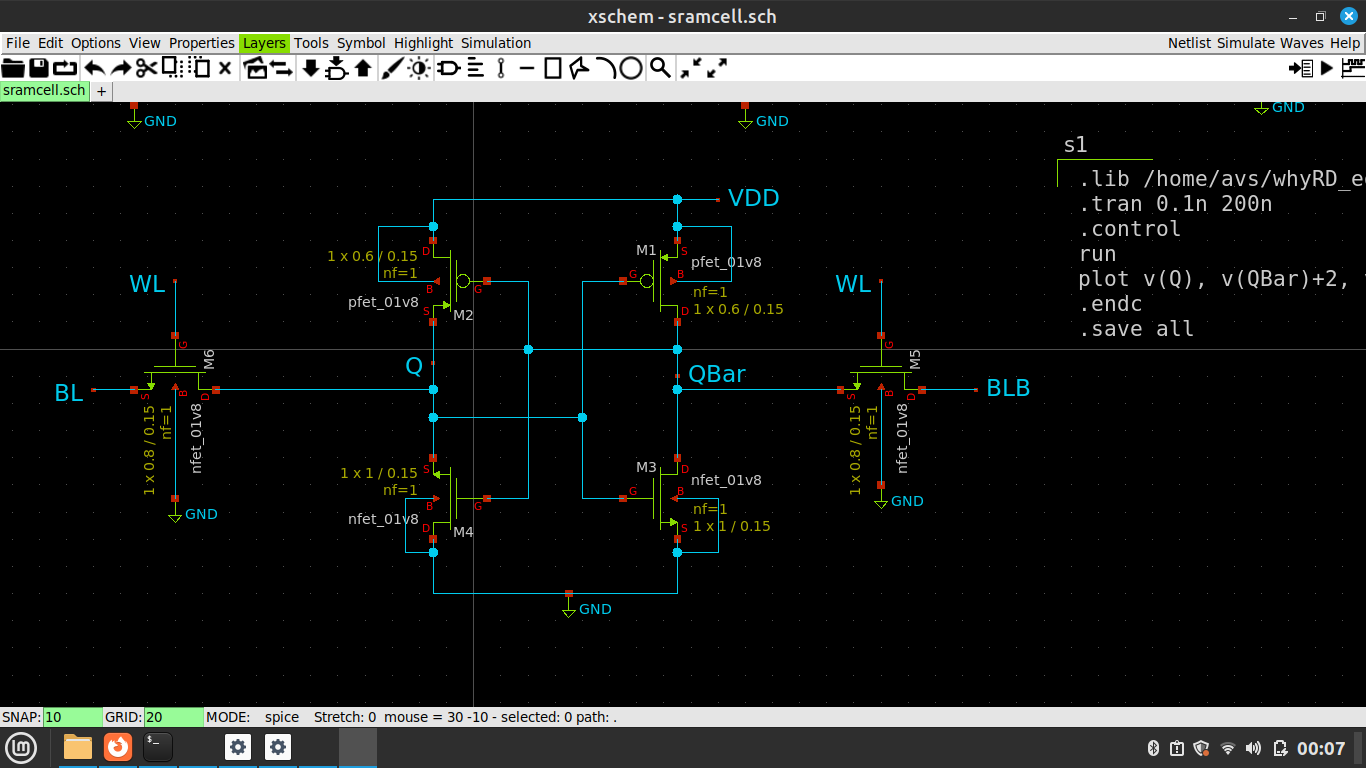 xschem - sramcell.sch
File Edit Options View Properties Layers Tools Symbol Highlight Simulation Netlist Simulate Waves Help
sramcell.sch +
GND
GND
GND
s1
.lib /home/avs/whyRD_
.tran 0.1n 200n
.control
run
plot v(Q), v(QBar)+2,
.endc
.save all
VDD
D
1 x 0.6 / 0.15
nf=1
B
G
pfet_01v8
S
M2
M1
S
pfet_01v8
G
B
nf=1
D
1 x 0.6 / 0.15
WL
G
M6
BL
S
B
D
1 x 0.8 / 0.15
nf=1
nfet_01v8
GND
Q
QBar
WL
G
M5
BLB
S
B
D
1 x 0.8 / 0.15
nf=1
nfet_01v8
GND
1 x 1 / 0.15
S
nf=1
B
G
nfet_01v8
D
M4
M3
D
nfet_01v8
G
B
nf=1
S
1 x 1 / 0.15
GND
SNAP: 10 GRID: 20 MODE: spice Stretch: 0 mouse = 30 -10 - selected: 0 path: .
00:07